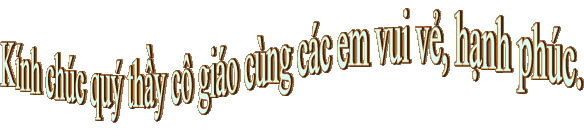 Kính chúc quý thầy cô giáo cùng các em vui vẻ, hạnh phúc.